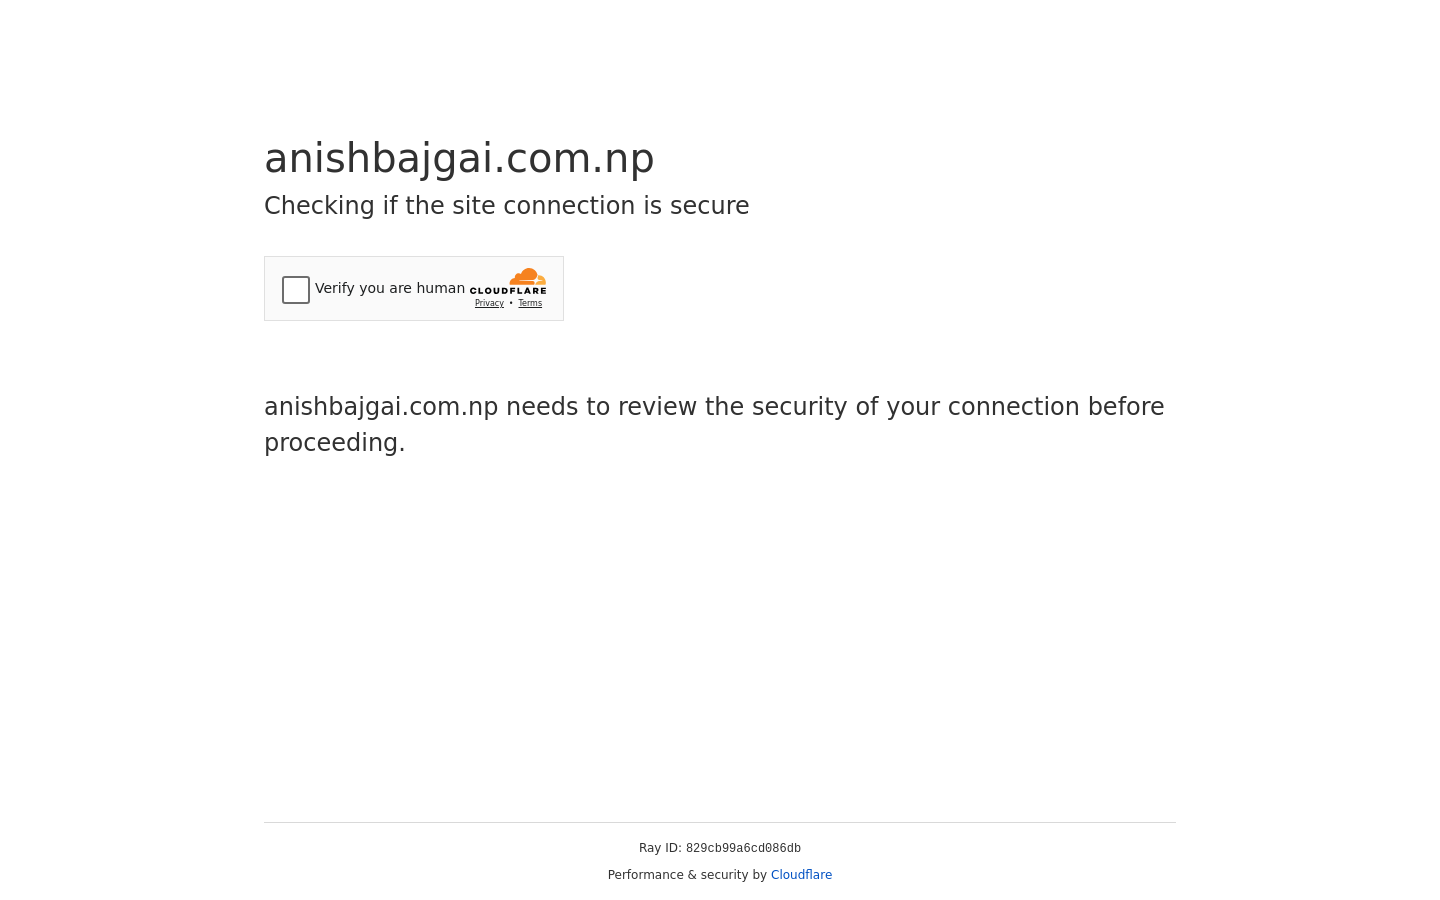 anishbajgai.com.np
Checking if the site connection is secure
Verify you are human
CLOUDFLARE
Privacy • Terms
anishbajgai.com.np needs to review the security of your connection before
proceeding.
Ray ID: 829cb99a6cd086db
Performance & security by Cloudflare